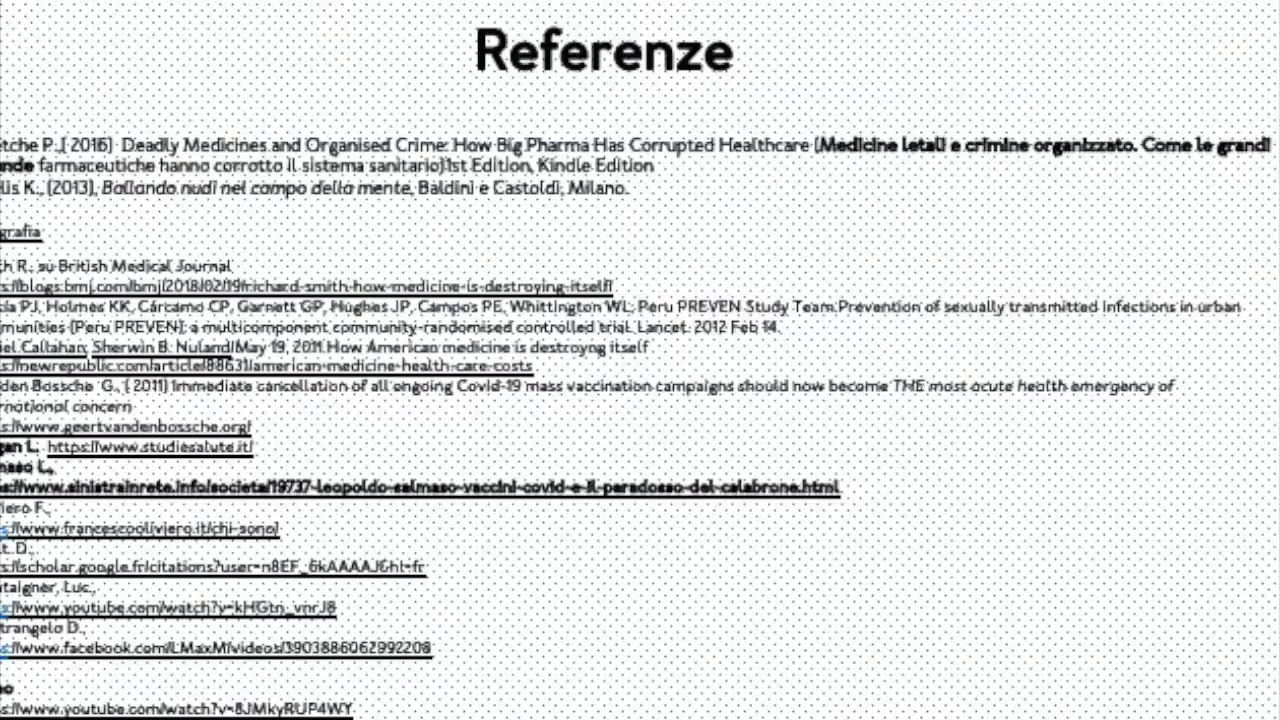 Referenze
etche P.,( 2016) Deadly Medicines and Organised Crime: How Big Pharma Has Corrupted Healthcare (Medicine letali e crimine organizzato. Come le grandi
nde farmaceutiche hanno corrotto il sistema sanitario)1st Edition, Kindle Edition
lis K., (2013), Ballando nudi nel campo della mente, Baldini e Castoldi, Milano.
grafia
h R., su British Medical Journal
s://blogs.bmj.com/bmj/2018/02/19/richard-smith-how-medicine-is-destroying-itself/
cia PJ, Holmes KK, Cárcamo CP, Garnett GP, Hughes JP, Campos PE, Whittington WL; Peru PREVEN Study Team.Prevention of sexually transmitted infections in urban
munities (Peru PREVEN): a multicomponent community-randomised controlled trial. Lancet. 2012 Feb 14.
iel Callahan, Sherwin B. Nuland/May 19, 2011.How American medicine is destroyng itself
s://newrepublic.com/article/88631/american-medicine-health-care-costs
den Bossche G., ( 2011) Immediate cancellation of all ongoing Covid-19 mass vaccination campaigns should now become THE most acute health emergency of
rnational concern
s://www.geertvandenbossche.org/
gan L. https://www.studiesalute.it/
maso L.,
s://www.sinistrainrete.info/societa/19737-leopoldo-salmaso-vaccini-covid-e-il-paradosso-del-calabrone.html
iero F.,
s://www.francescooliviero.it/chi-sono/
lt D.,
s://scholar.google.fr/citations?user=n8EF_6kAAAAJ&hl=fr
taigner, Luc.,
s://www.youtube.com/watch?v=kHGtn_vnrJ8
trangelo D.,
s://www.facebook.com/LMaxM/videos/3903886062992208
eo
s://www.youtube.com/watch?v=8JMkyRUP4WY